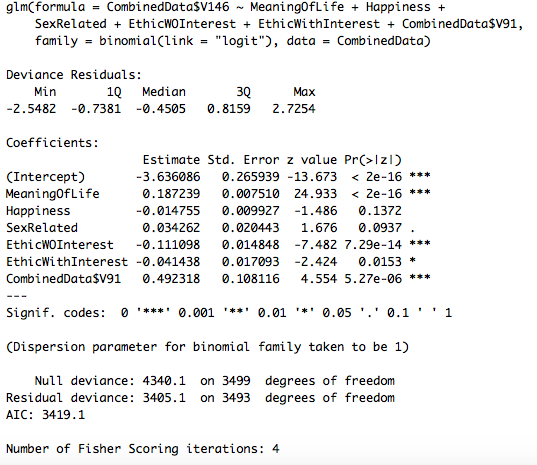 glm(formula = CombinedData$V146 ~ MeaningOfLife + Happiness +
    SexRelated + EthicWOInterest + EthicWithInterest + CombinedData$V91,
    family = binomial(link = "logit"), data = CombinedData)

Deviance Residuals:
    Min       1Q   Median       3Q      Max
-2.5482  -0.7381  -0.4505   0.8159   2.7254

Coefficients:
                   Estimate Std. Error z value Pr(>|z|)
(Intercept)       -3.636086   0.265939 -13.673  < 2e-16 ***
MeaningOfLife      0.187239   0.007510  24.933  < 2e-16 ***
Happiness         -0.014755   0.009927  -1.486   0.1372
SexRelated         0.034262   0.020443   1.676   0.0937 .
EthicWOInterest   -0.111098   0.014848  -7.482 7.29e-14 ***
EthicWithInterest -0.041438   0.017093  -2.424   0.0153 *
CombinedData$V91   0.492318   0.108116   4.554 5.27e-06 ***
---
Signif. codes:  0 '***' 0.001 '**' 0.01 '*' 0.05 '.' 0.1 ' ' 1

(Dispersion parameter for binomial family taken to be 1)

    Null deviance: 4340.1  on 3499  degrees of freedom
Residual deviance: 3405.1  on 3493  degrees of freedom
AIC: 3419.1

Number of Fisher Scoring iterations: 4